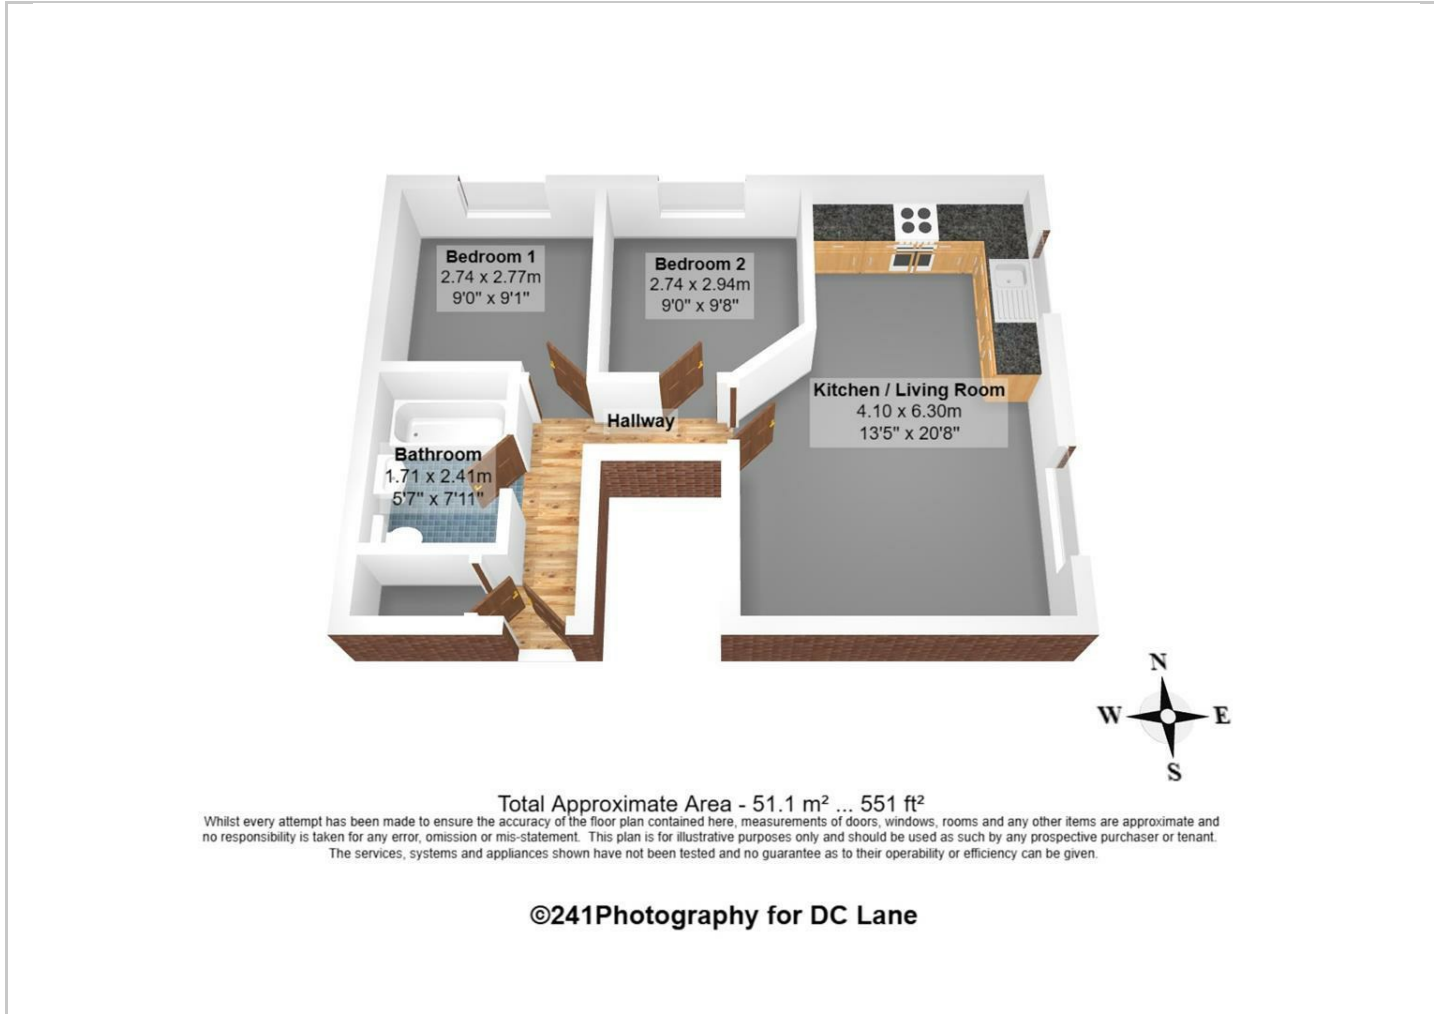 Bedroom 1
2.74 x 2.77m
9'0" x 9'1"
Bedroom 2
2.74 x 2.94m
9'0" x 9'8"
Kitchen / Living Room
4.10 x 6.30m
13'5" x 20'8"
Hallway
Bathroom
1.71 x 2.41m
5'7" x 7'11"
N
W
E
S
Total Approximate Area - 51.1 m² ... 551 ft²
Whilst every attempt has been made to ensure the accuracy of the floor plan contained here, measurements of doors, windows, rooms and any other items are approximate and
no responsibility is taken for any error, omission or mis-statement. This plan is for illustrative purposes only and should be used as such by any prospective purchaser or tenant.
The services, systems and appliances shown have not been tested and no guarantee as to their operability or efficiency can be given.
©241Photography for DC Lane